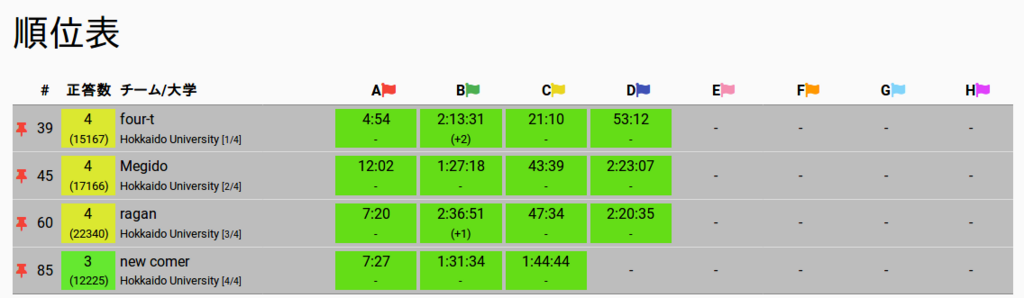 順位表
# 正答数 チーム/大学 A B C D E F G H
39 4 four-t 4:54 2:13:31 21:10 53:12 - - - -
(15167) Hokkaido University [1/4] - (+2) - -
45 4 Megido 12:02 1:27:18 43:39 2:23:07 - - - -
(17166) Hokkaido University [2/4] - - - -
60 4 ragan 7:20 2:36:51 47:34 2:20:35 - - - -
(22340) Hokkaido University [3/4] - (+1) - -
85 3 new comer 7:27 1:31:34 1:44:44 - - - - -
(12225) Hokkaido University [4/4] - - -